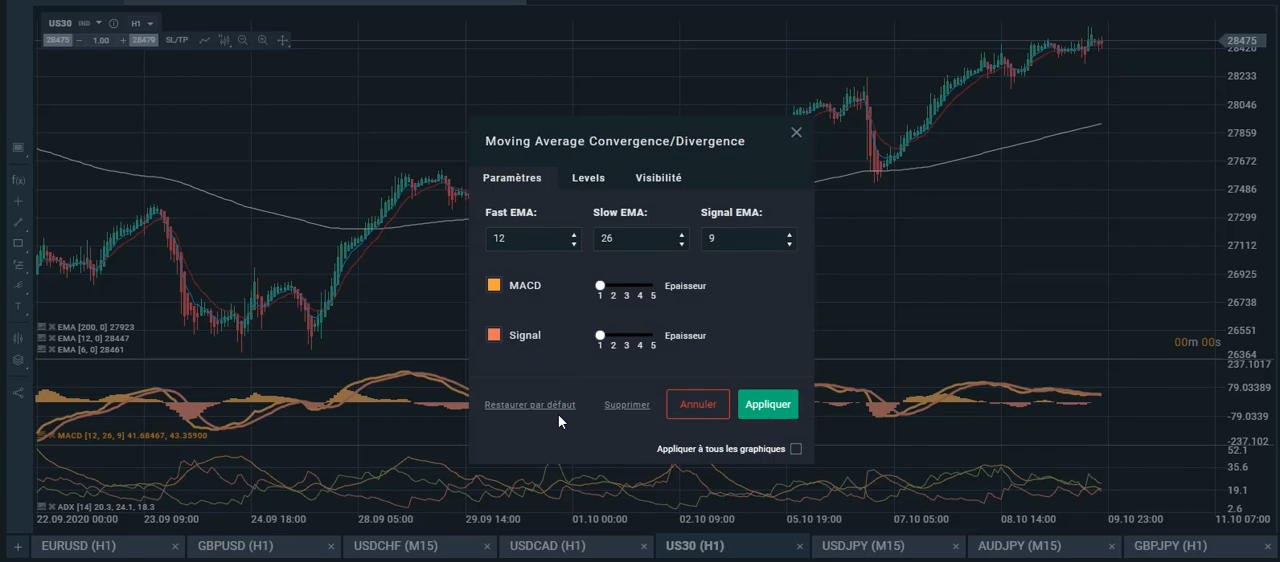 US30 IND H1
28475 − 1.00 + 28479 SL/TP
28475
28420
28233
28046
27859
27672
27486
27299
27112
26925
26738
26551
26364
00m 00s
f(x)
T
EMA [200, 0] 27923
EMA [12, 0] 28447
EMA [6, 0] 28461
Moving Average Convergence/Divergence
Paramètres Levels Visibilité
Fast EMA: Slow EMA: Signal EMA:
12 26 9
MACD Epaisseur
1 2 3 4 5
Signal Epaisseur
1 2 3 4 5
Restaurer par défaut Supprimer Annuler Appliquer
Appliquer à tous les graphiques
237.1017
79.03389
-79.0339
-237.102
MACD [12, 26, 9] 41.68467, 43.35900
52.1
35.6
19.1
2.6
ADX [14] 20.3, 24.1, 18.3
22.09.2020 00:00 23.09 09:00 24.09 18:00 28.09 05:00 29.09 14:00 01.10 00:00 02.10 09:00 05.10 19:00 07.10 05:00 08.10 14:00 09.10 23:00 11.10 07:00
+ EURUSD (H1) × GBPUSD (H1) × USDCHF (M15) × USDCAD (H1) × US30 (H1) × USDJPY (M15) × AUDJPY (M15) × GBPJPY (H1) ×